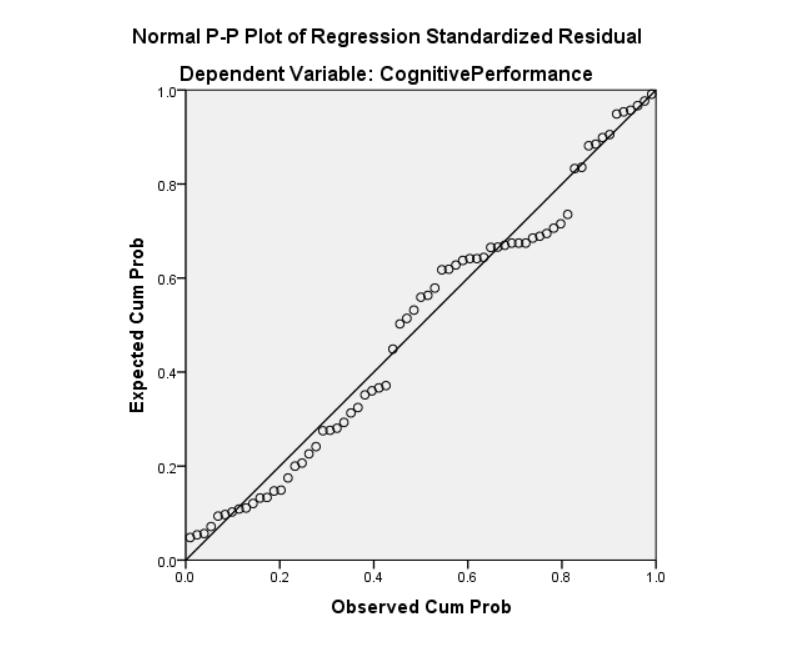 Normal P-P Plot of Regression Standardized Residual
Dependent Variable: CognitivePerformance
1.0
0.8
0.6
0.4
0.2
0.0
Expected Cum Prob
0.0 0.2 0.4 0.6 0.8 1.0
Observed Cum Prob